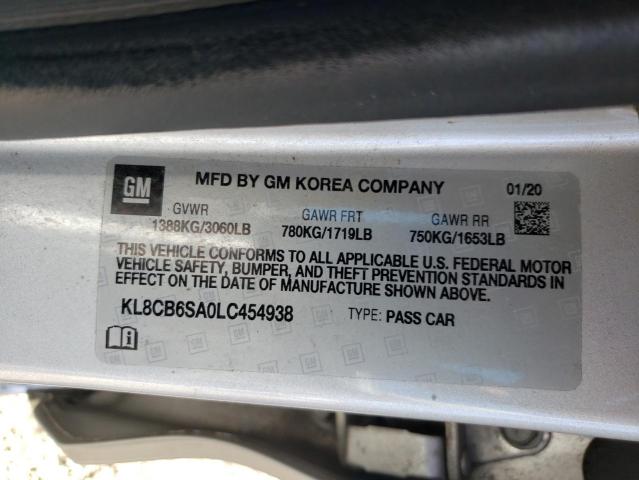 GM MFD BY GM KOREA COMPANY 01/20
GVWR GAWR FRT GAWR RR
1388KG/3060LB 780KG/1719LB 750KG/1653LB
THIS VEHICLE CONFORMS TO ALL APPLICABLE U.S. FEDERAL MOTOR
VEHICLE SAFETY, BUMPER, AND THEFT PREVENTION STANDARDS IN
EFFECT ON THE DATE OF MANUFACTURE SHOWN ABOVE.
KL8CB6SA0LC454938 TYPE: PASS CAR